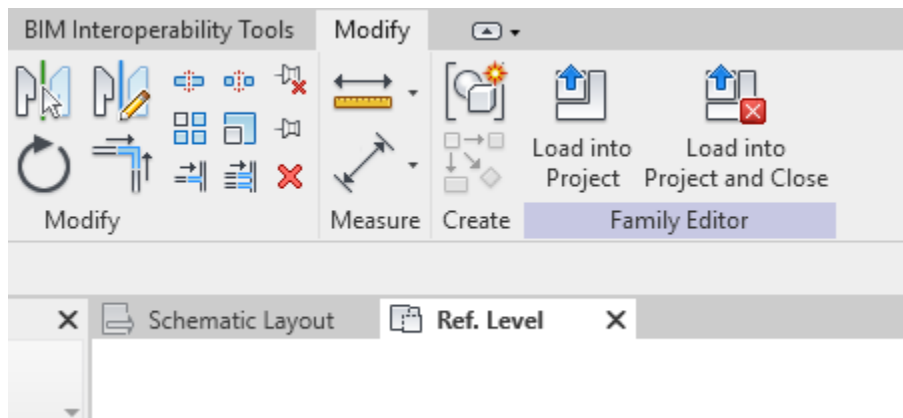 BIM Interoperability Tools Modify
Load into Load into
Project Project and Close
Modify Measure Create Family Editor
Schematic Layout Ref. Level